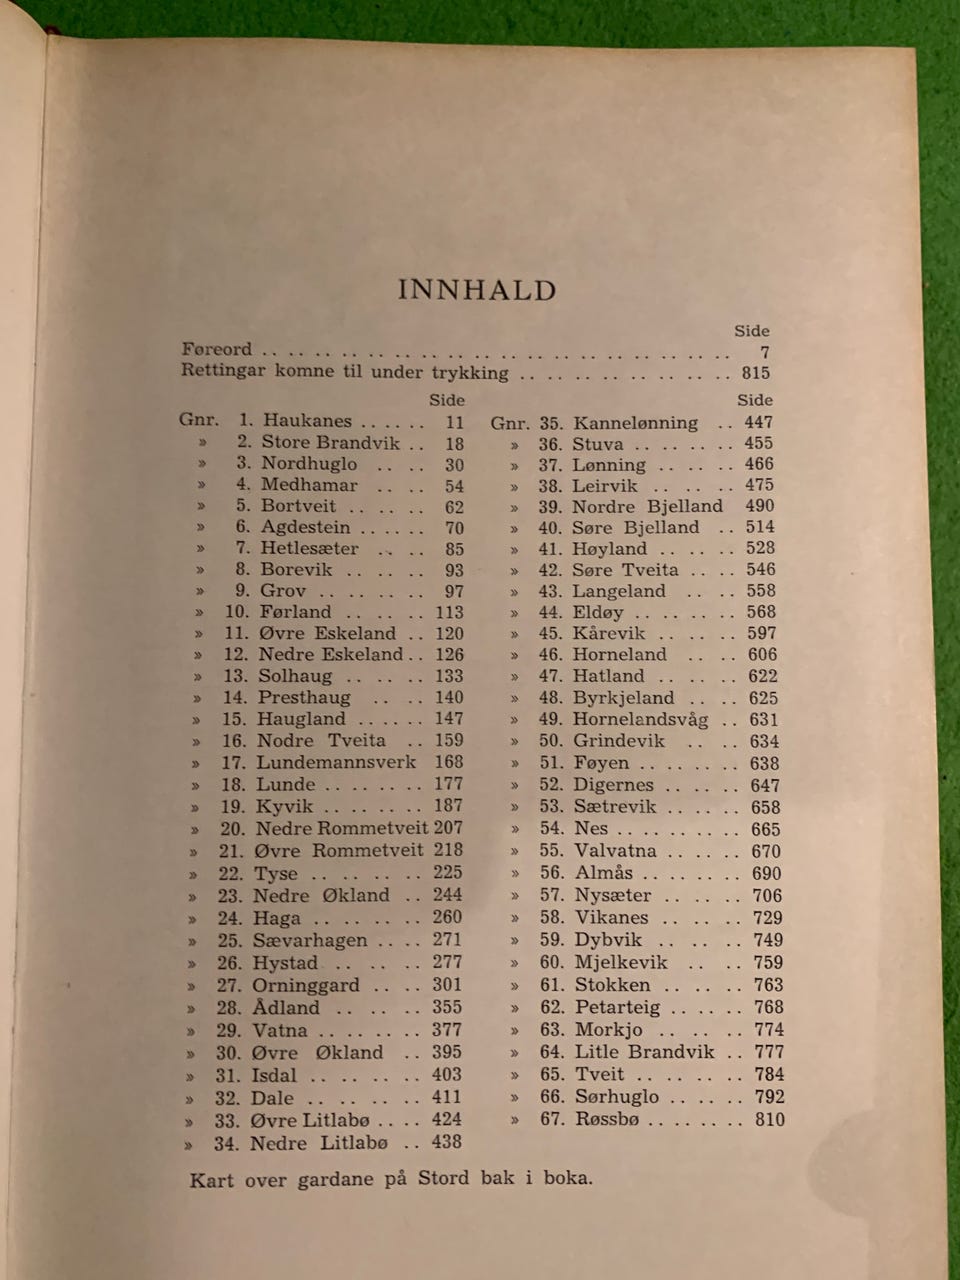 INNHALD
Side
Føreord .. .. .. .. .. .. .. .. .. .. .. .. .. .. .. .. .. .. 7
Rettingar komne til under trykking .. .. .. .. .. .. .. .. 815
Side
Gnr. 1. Haukanes .. .. .. 11
» 2. Store Brandvik .. 18
» 3. Nordhuglo .. .. 30
» 4. Medhamar .. .. 54
» 5. Bortveit .. .. .. 62
» 6. Agdestein .. .. .. 70
» 7. Hetlesæter .. .. 85
» 8. Borevik .. .. .. 93
» 9. Grov .. .. .. .. 97
» 10. Førland .. .. .. 113
» 11. Øvre Eskeland .. 120
» 12. Nedre Eskeland .. 126
» 13. Solhaug .. .. .. 133
» 14. Presthaug .. .. 140
» 15. Haugland .. .. .. 147
» 16. Nodre Tveita .. 159
» 17. Lundemannsverk 168
» 18. Lunde .. .. .. .. 177
» 19. Kyvik .. .. .. .. 187
» 20. Nedre Rommetveit 207
» 21. Øvre Rommetveit 218
» 22. Tyse .. .. .. .. 225
» 23. Nedre Økland .. 244
» 24. Haga .. .. .. .. 260
» 25. Sævarhagen .. .. 271
» 26. Hystad .. .. .. 277
» 27. Orninggard .. .. 301
» 28. Ådland .. .. .. 355
» 29. Vatna .. .. .. .. 377
» 30. Øvre Økland .. 395
» 31. Isdal .. .. .. .. 403
» 32. Dale .. .. .. .. 411
» 33. Øvre Litlabø .. .. 424
» 34. Nedre Litlabø .. 438
Side
Gnr. 35. Kannelønning .. 447
» 36. Stuva .. .. .. .. 455
» 37. Lønning .. .. .. 466
» 38. Leirvik .. .. .. 475
» 39. Nordre Bjelland 490
» 40. Søre Bjelland .. 514
» 41. Høyland .. .. .. 528
» 42. Søre Tveita .. .. 546
» 43. Langeland .. .. 558
» 44. Eldøy .. .. .. .. 568
» 45. Kårevik .. .. .. 597
» 46. Horneland .. .. 606
» 47. Hatland .. .. .. 622
» 48. Byrkjeland .. .. 625
» 49. Hornelandsvåg .. 631
» 50. Grindevik .. .. 634
» 51. Føyen .. .. .. .. 638
» 52. Digernes .. .. .. 647
» 53. Sætrevik .. .. .. 658
» 54. Nes .. .. .. .. .. 665
» 55. Valvatna .. .. .. 670
» 56. Almås .. .. .. .. 690
» 57. Nysæter .. .. .. 706
» 58. Vikanes .. .. .. 729
» 59. Dybvik .. .. .. 749
» 60. Mjelkevik .. .. 759
» 61. Stokken .. .. .. 763
» 62. Petarteig .. .. .. 768
» 63. Morkjo .. .. .. 774
» 64. Litle Brandvik .. 777
» 65. Tveit .. .. .. .. 784
» 66. Sørhuglo .. .. .. 792
» 67. Røssbø .. .. .. .. 810
Kart over gardane på Stord bak i boka.